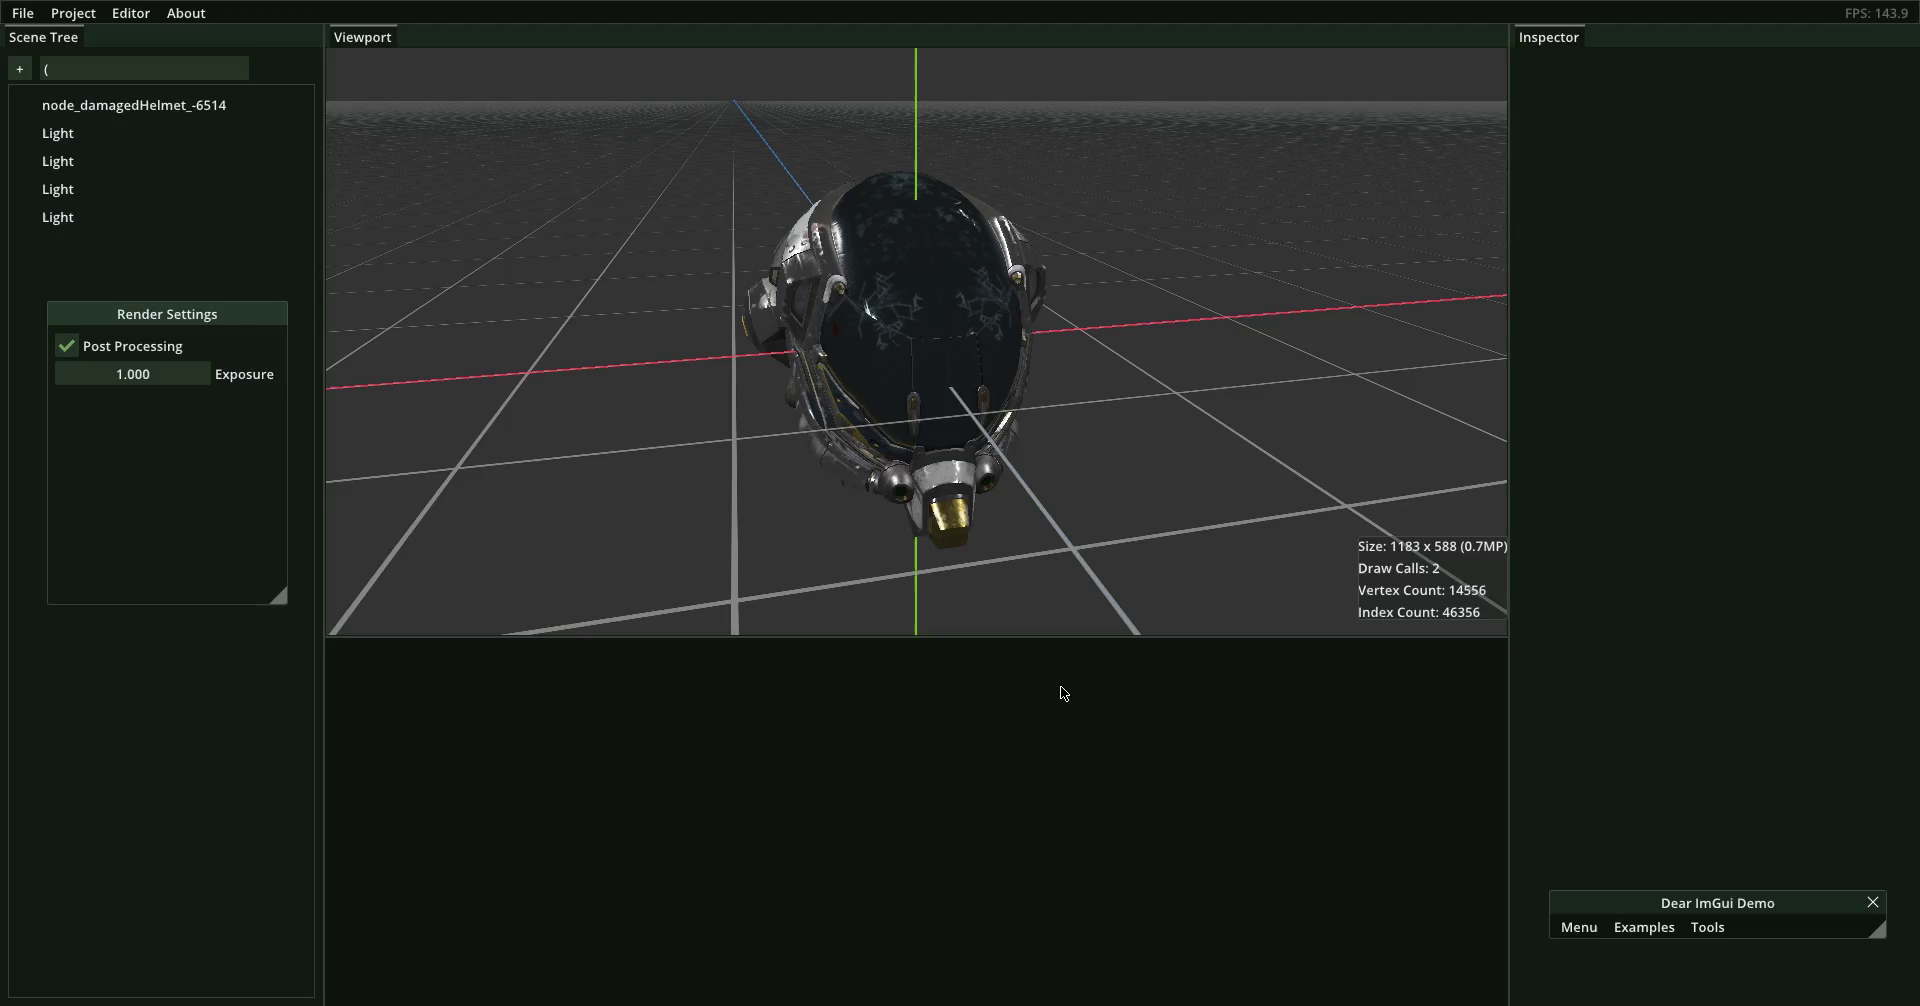 File Project Editor About FPS: 143.9
Scene Tree
+ (
node_damagedHelmet_-6514
Light
Light
Light
Light
Render Settings
Post Processing
1.000 Exposure
Viewport
Size: 1183 x 588 (0.7MP)
Draw Calls: 2
Vertex Count: 14556
Index Count: 46356
Inspector
Dear ImGui Demo
Menu Examples Tools